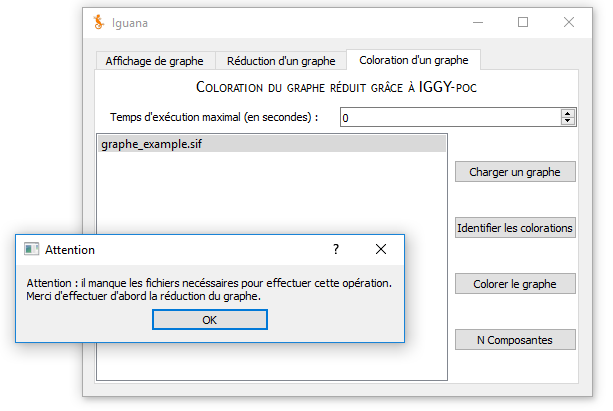 Iguana
Affichage de graphe
Réduction d'un graphe
Coloration d'un graphe
Coloration du graphe réduit grâce à IGGY-poc
Temps d'exécution maximal (en secondes) :
0
graphe_example.sif
Charger un graphe
Identifier les colorations
Colorer le graphe
N Composantes
Attention
?
Attention : il manque les fichiers necéssaires pour effectuer cette opération.
Merci d'effectuer d'abord la réduction du graphe.
OK